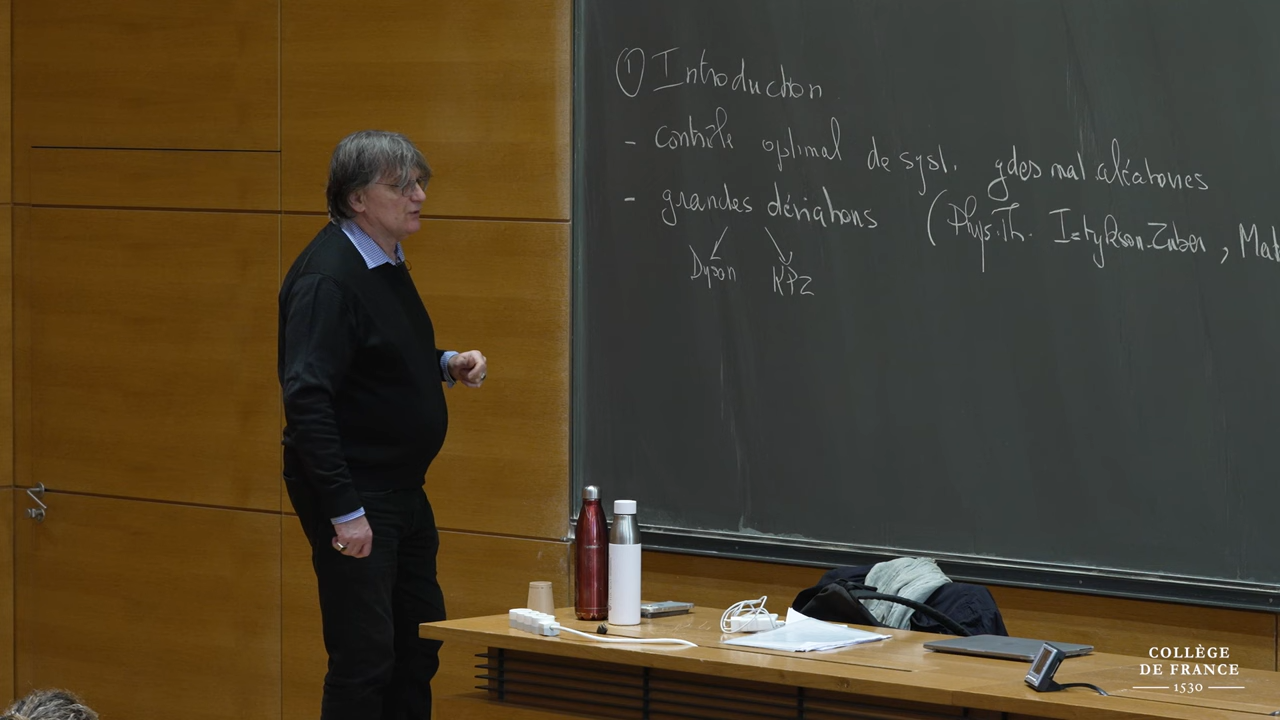 ① Introduction
- contrôle optimal de syst. gdes mat. aléatoires
- grandes déviations (Phys. Th. Itzykson-Zuber, Mat
Dyson KPZ
COLLÈGE
DE FRANCE
1530